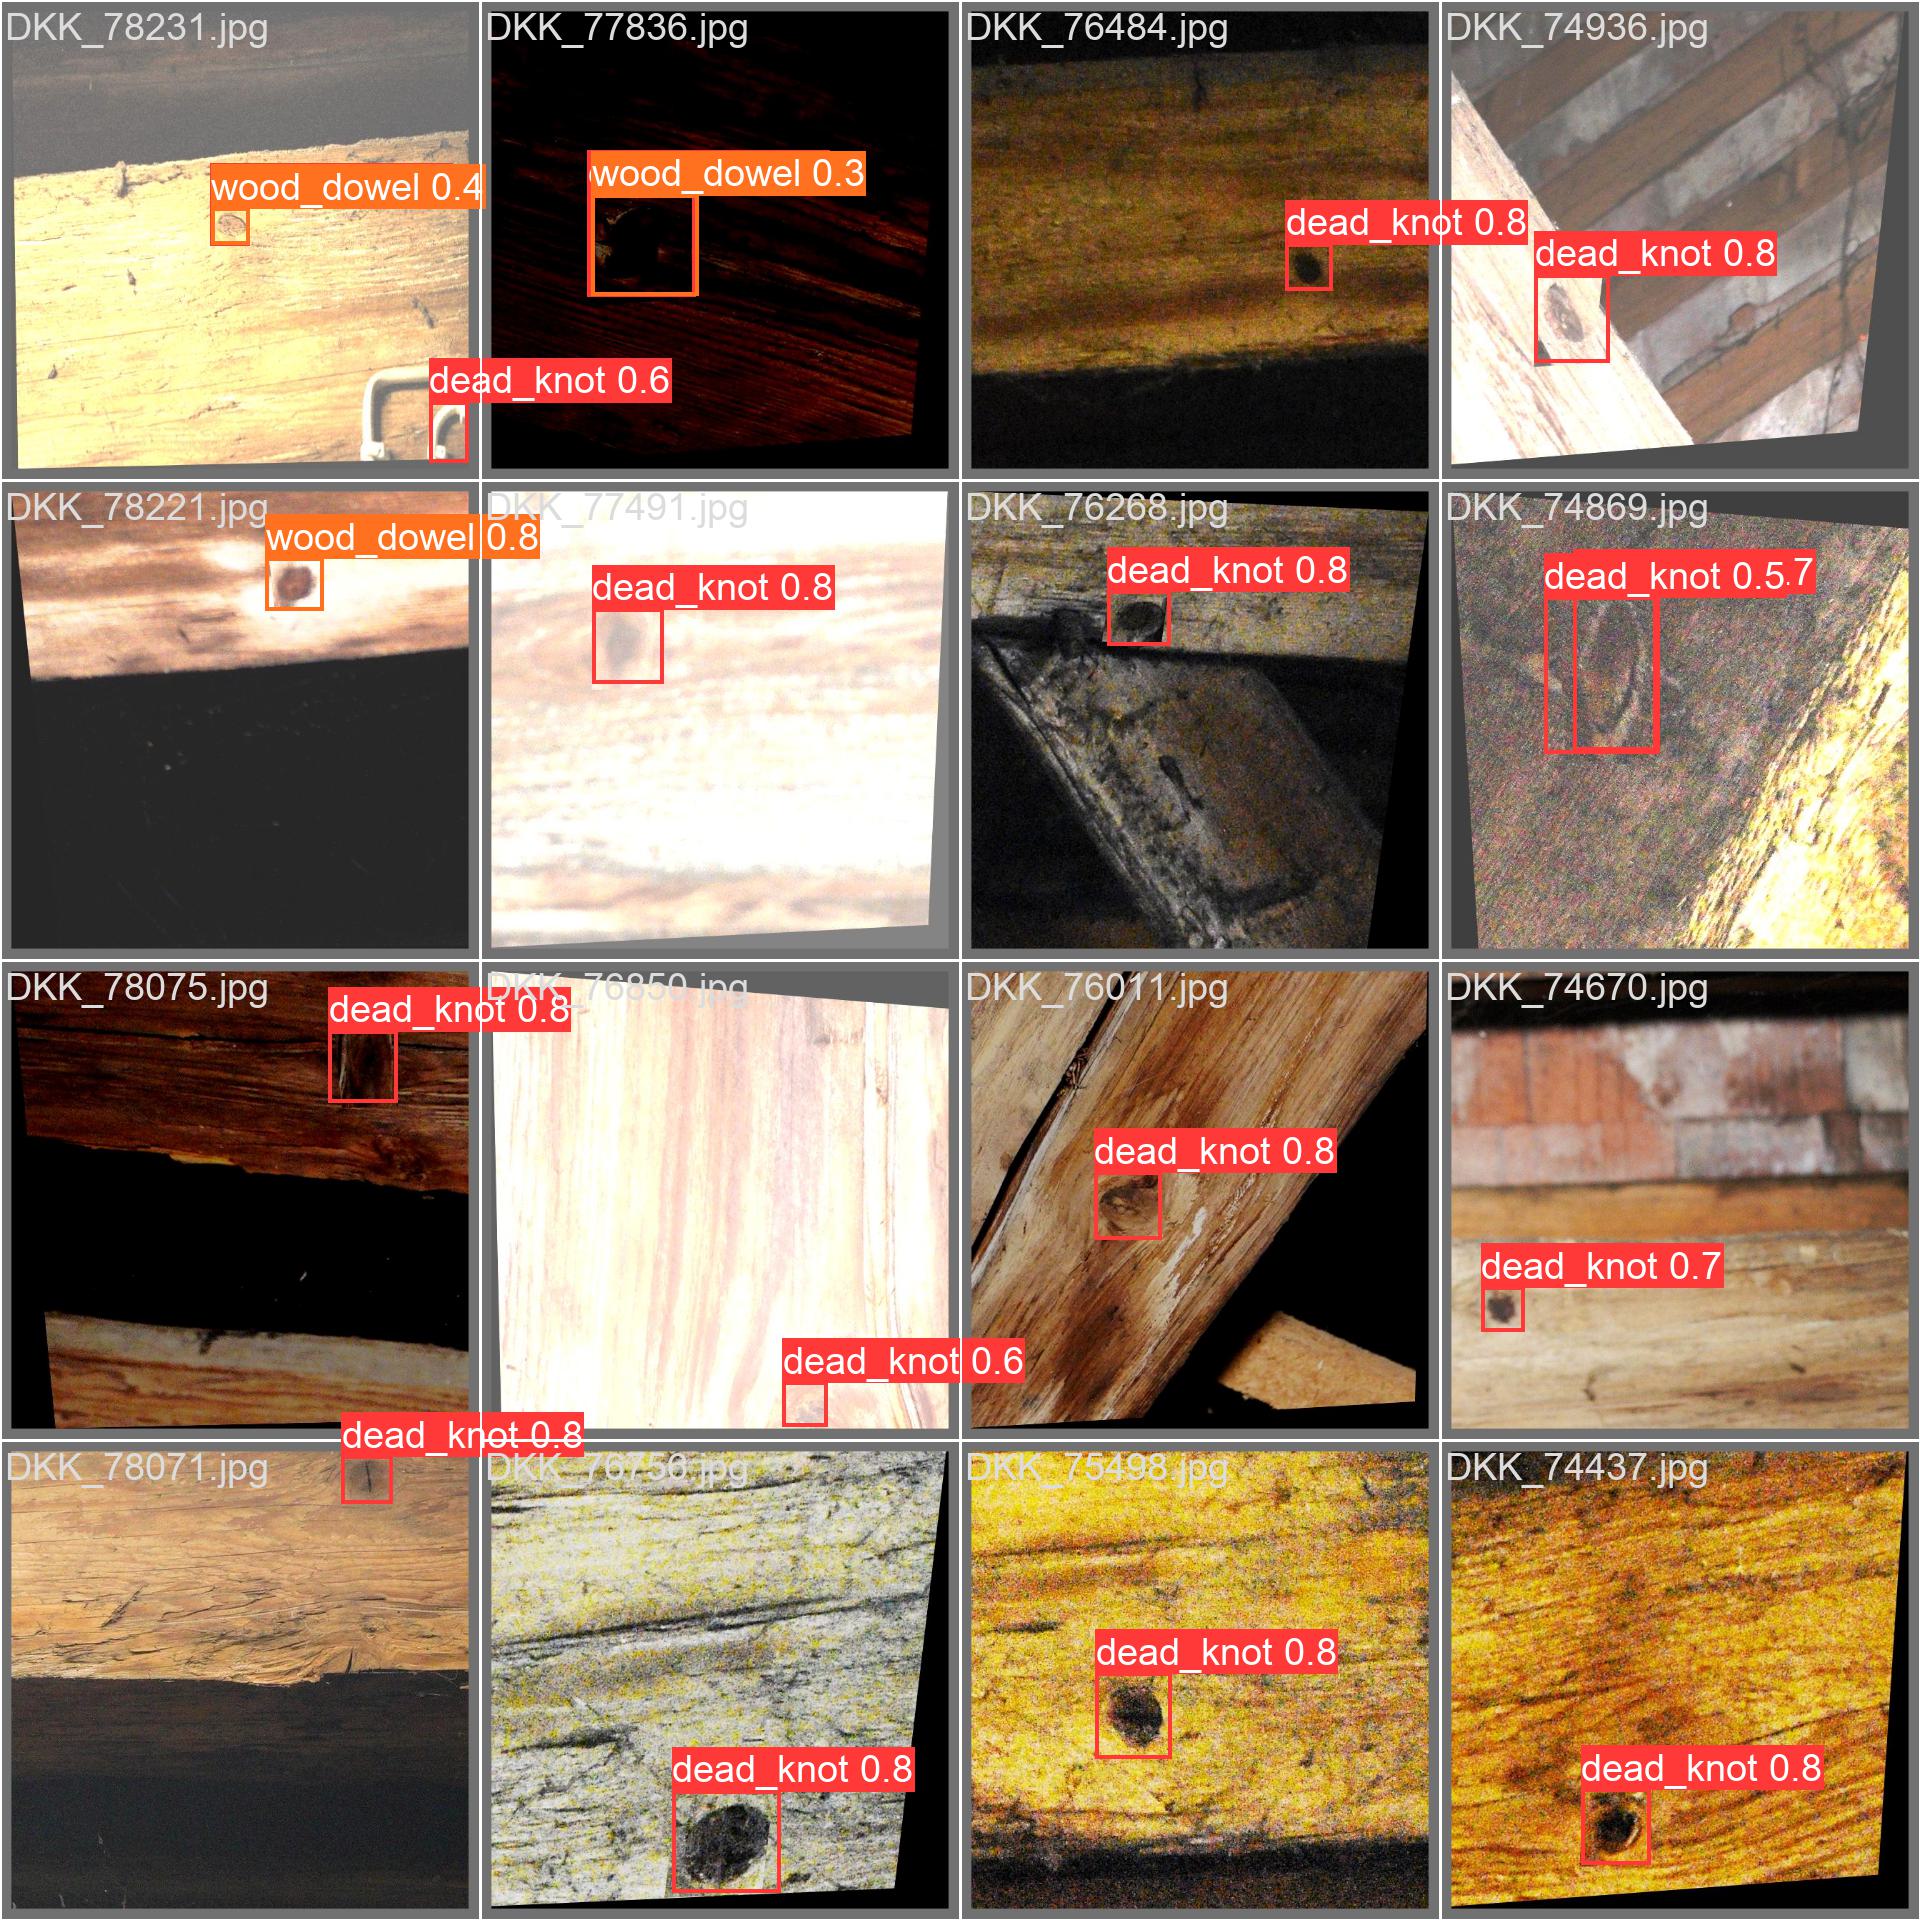 DKK_78231.jpg
wood_dowel 0.4
dead_knot 0.6
DKK_77836.jpg
wood_dowel 0.3
DKK_76484.jpg
dead_knot 0.8
DKK_74936.jpg
dead_knot 0.8
DKK_78221.jpg
wood_dowel 0.8
DKK_77491.jpg
dead_knot 0.8
DKK_76268.jpg
dead_knot 0.8
DKK_74869.jpg
dead_knot 0.5.7
DKK_78075.jpg
dead_knot 0.8
DKK_76850.jpg
dead_knot 0.6
DKK_76011.jpg
dead_knot 0.8
DKK_74670.jpg
dead_knot 0.7
DKK_78071.jpg
dead_knot 0.8
DKK_76750.jpg
dead_knot 0.8
DKK_75498.jpg
dead_knot 0.8
DKK_74437.jpg
dead_knot 0.8